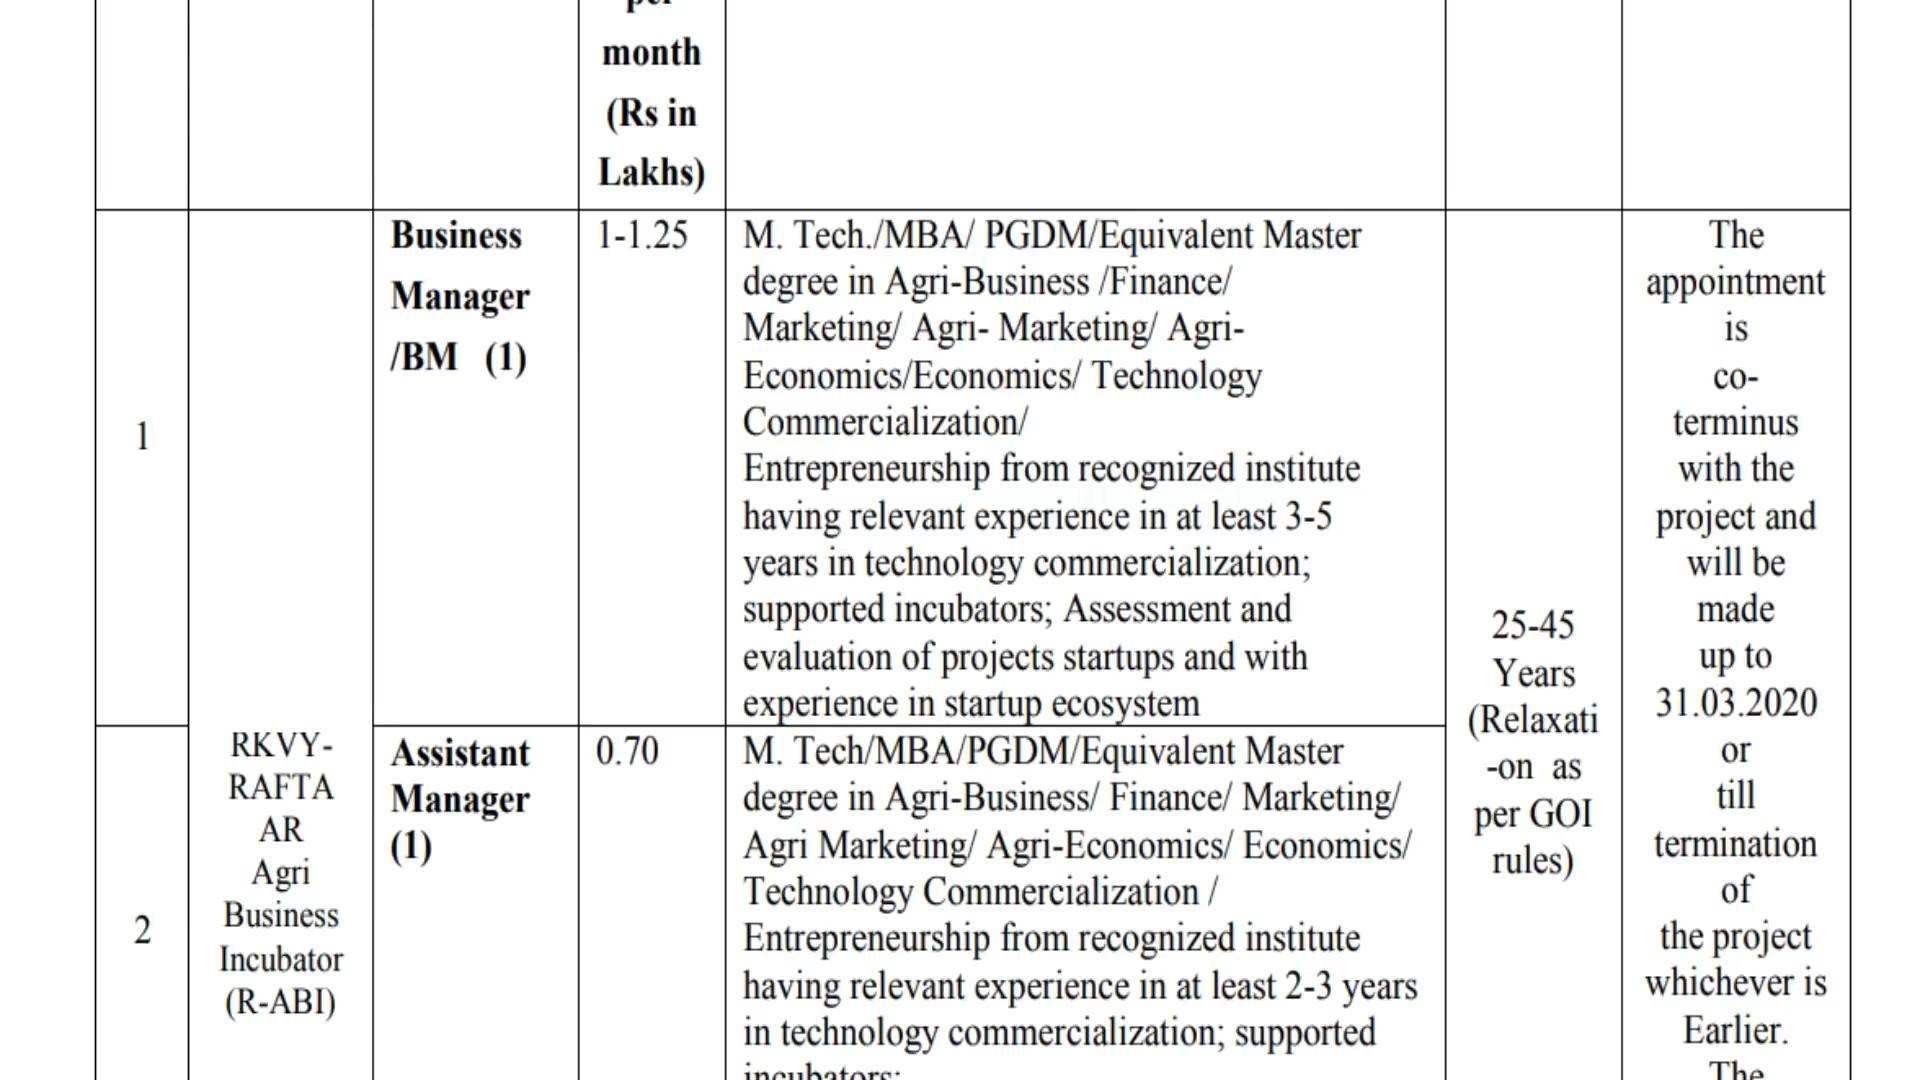 per
month
(Rs in
Lakhs)
1
Business
Manager
/BM (1)
1-1.25
M. Tech./MBA/ PGDM/Equivalent Master
degree in Agri-Business /Finance/
Marketing/ Agri- Marketing/ Agri-
Economics/Economics/ Technology
Commercialization/
Entrepreneurship from recognized institute
having relevant experience in at least 3-5
years in technology commercialization;
supported incubators; Assessment and
evaluation of projects startups and with
experience in startup ecosystem
2
RKVY-
RAFTA
AR
Agri
Business
Incubator
(R-ABI)
Assistant
Manager
(1)
0.70
M. Tech/MBA/PGDM/Equivalent Master
degree in Agri-Business/ Finance/ Marketing/
Agri Marketing/ Agri-Economics/ Economics/
Technology Commercialization /
Entrepreneurship from recognized institute
having relevant experience in at least 2-3 years
in technology commercialization; supported
incubators;
25-45
Years
(Relaxati
-on as
per GOI
rules)
The
appointment
is
co-
terminus
with the
project and
will be
made
up to
31.03.2020
or
till
termination
of
the project
whichever is
Earlier.
The